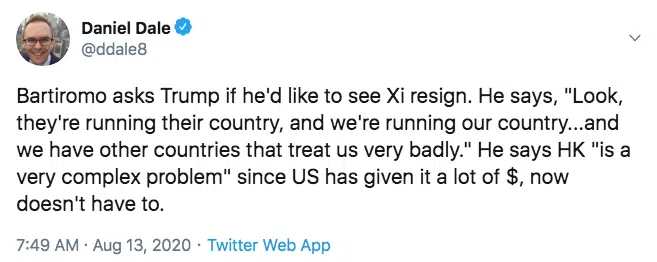 Daniel Dale
@ddale8
Bartiromo asks Trump if he'd like to see Xi resign. He says, "Look,
they're running their country, and we're running our country...and
we have other countries that treat us very badly." He says HK "is a
very complex problem" since US has given it a lot of $, now
doesn't have to.
7:49 AM · Aug 13, 2020 · Twitter Web App